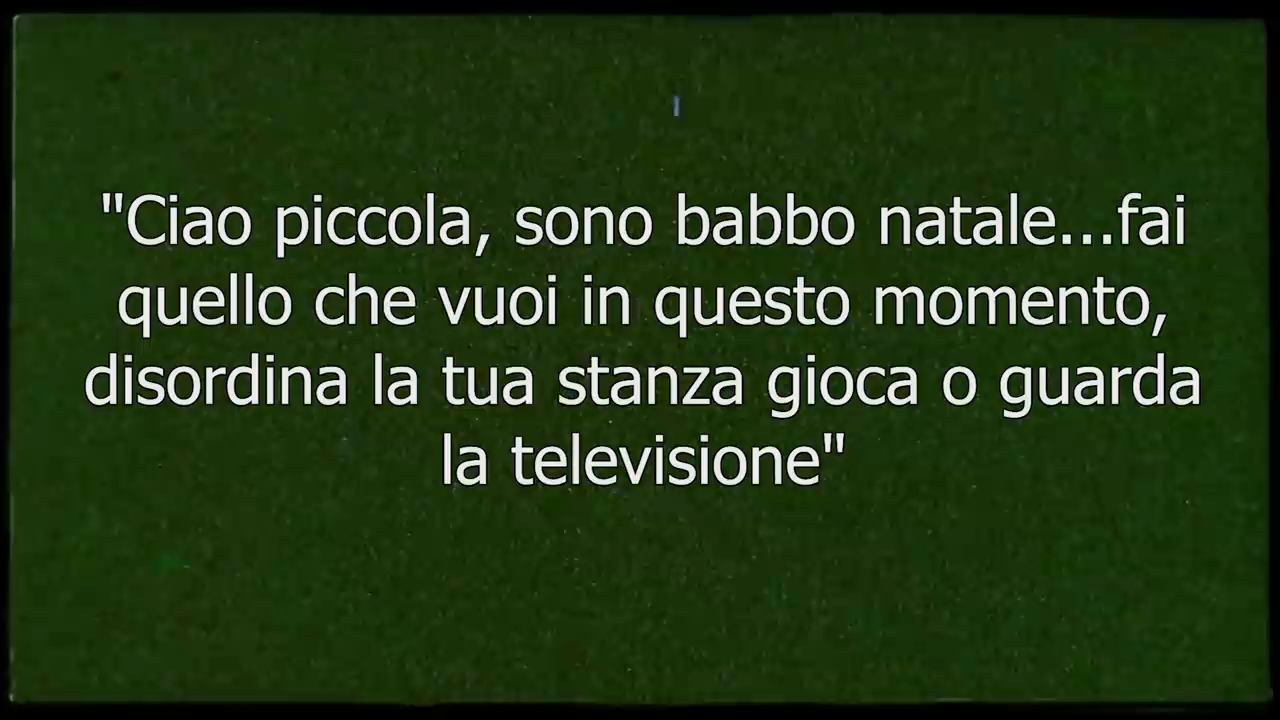 "Ciao piccola, sono babbo natale...fai
quello che vuoi in questo momento,
disordina la tua stanza gioca o guarda
la televisione"